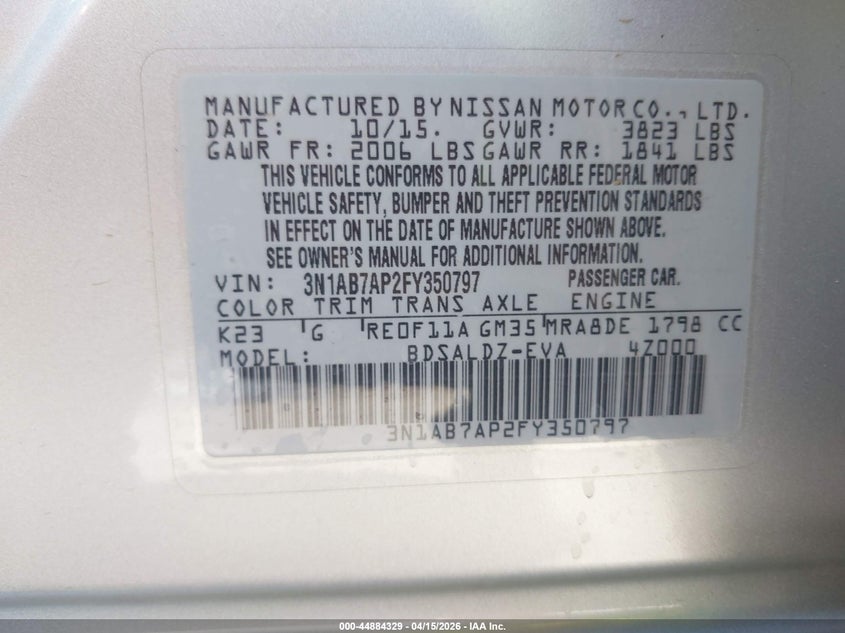 MANUFACTURED BY NISSAN MOTOR CO., LTD.
DATE: 10/15. GVWR: 3823 LBS
GAWR FR: 2006 LBS GAWR RR: 1841 LBS
THIS VEHICLE CONFORMS TO ALL APPLICABLE FEDERAL MOTOR
VEHICLE SAFETY, BUMPER AND THEFT PREVENTION STANDARDS
IN EFFECT ON THE DATE OF MANUFACTURE SHOWN ABOVE.
SEE OWNER'S MANUAL FOR ADDITIONAL INFORMATION.
VIN: 3N1AB7AP2FY350797 PASSENGER CAR.
COLOR TRIM TRANS AXLE ENGINE
K23 G RE0F11A GM35 MRA8DE 1798 CC
MODEL: BDSALDZ-EVA 4Z000
3N1AB7AP2FY350797
000-44884329 - 04/15/2026 - IAA Inc.